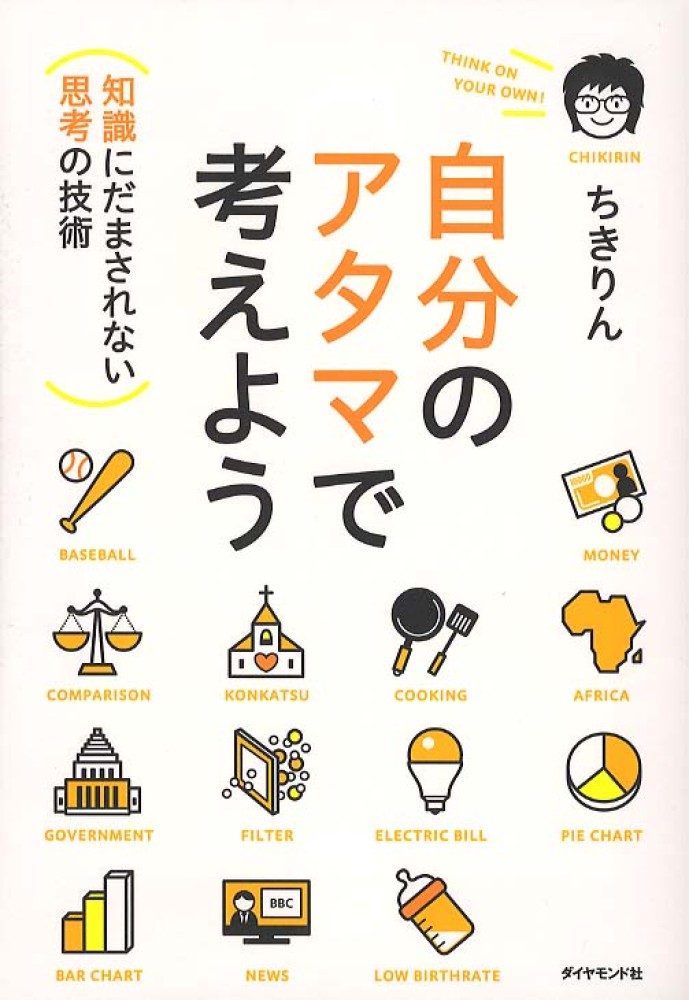 THINK ON
YOUR OWN!
CHIKIRIN
ちきりん
自分の
アタマで
考えよう
知識にだまされない
思考の技術
BASEBALL
MONEY
COMPARISON
KONKATSU
COOKING
AFRICA
GOVERNMENT
FILTER
ELECTRIC BILL
PIE CHART
BAR CHART
BBC
NEWS
LOW BIRTHRATE
ダイヤモンド社